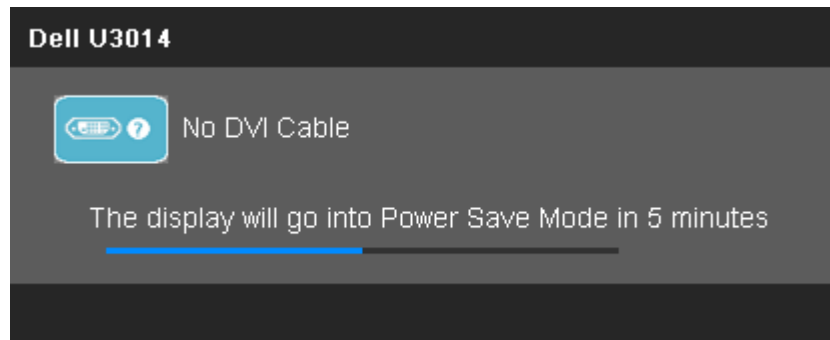 Dell U3014
No DVI Cable
The display will go into Power Save Mode in 5 minutes